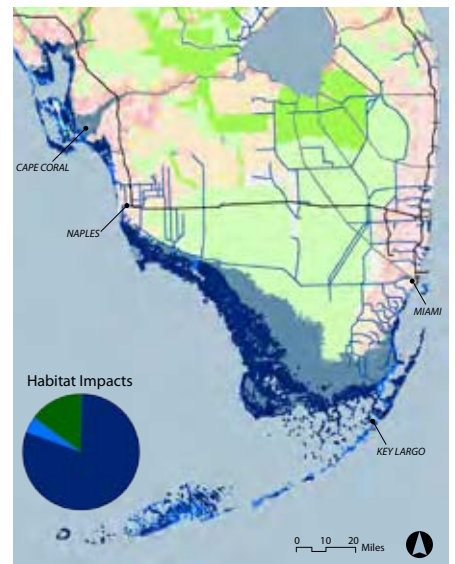 CAPE CORAL
NAPLES
MIAMI
Habitat Impacts
KEY LARGO
0 10 20 Miles